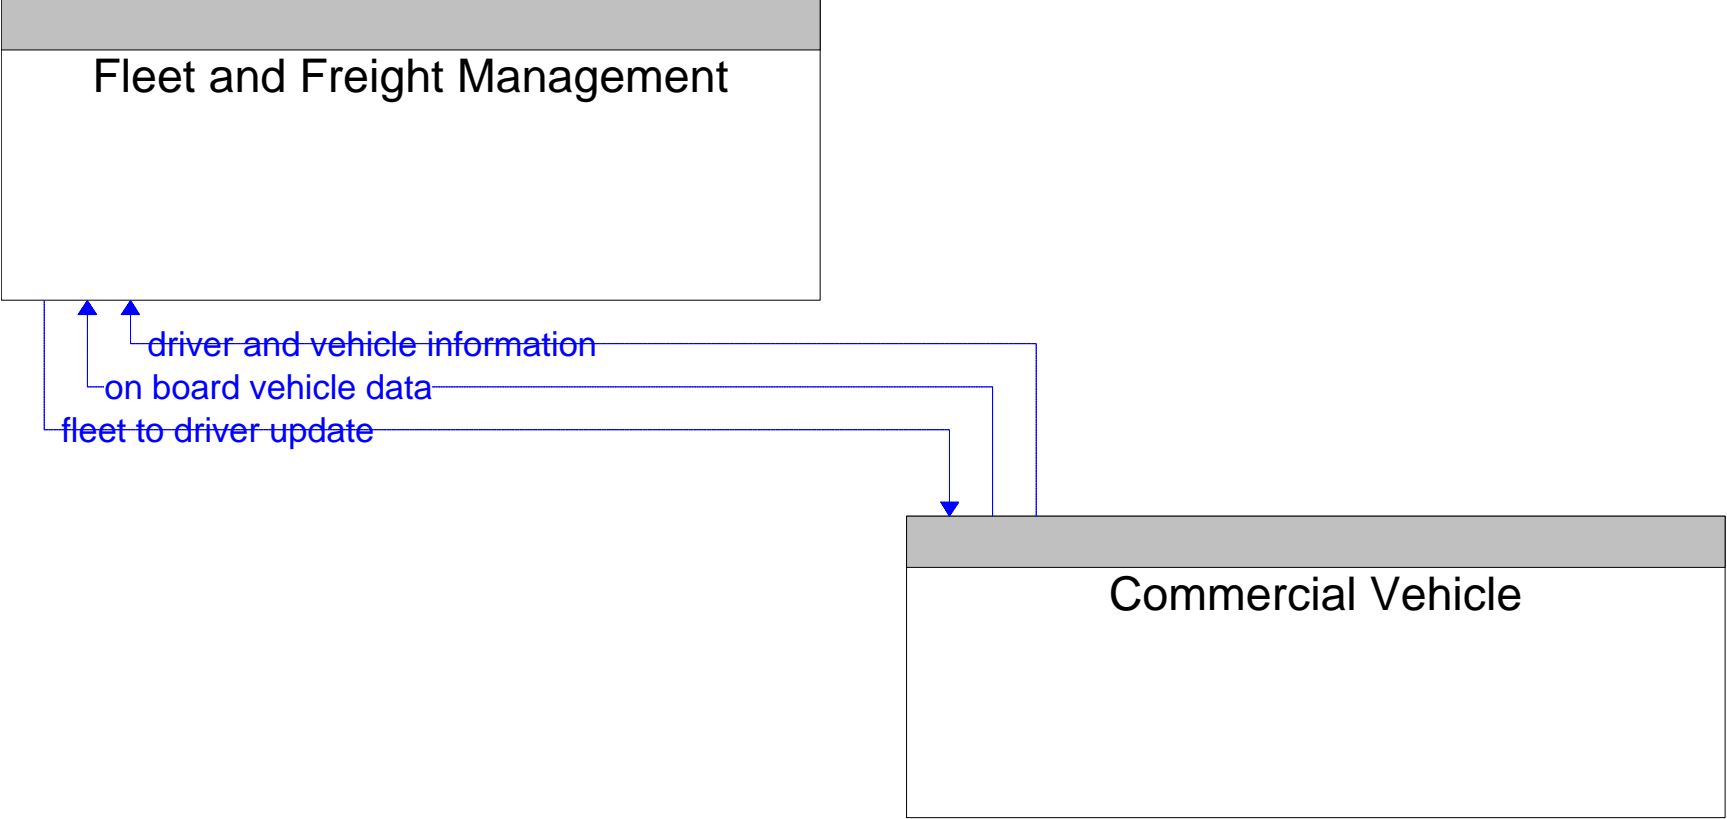 Fleet and Freight Management
driver and vehicle information
on board vehicle data
fleet to driver update
Commercial Vehicle